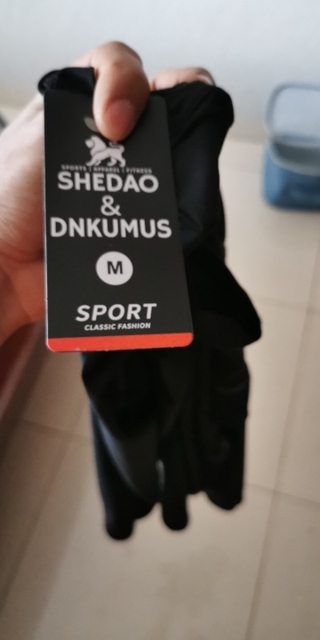 SPORTS | APPAREL | FITNESS
SHEDAO
&
DNKUMUS
M
SPORT
CLASSIC FASHION